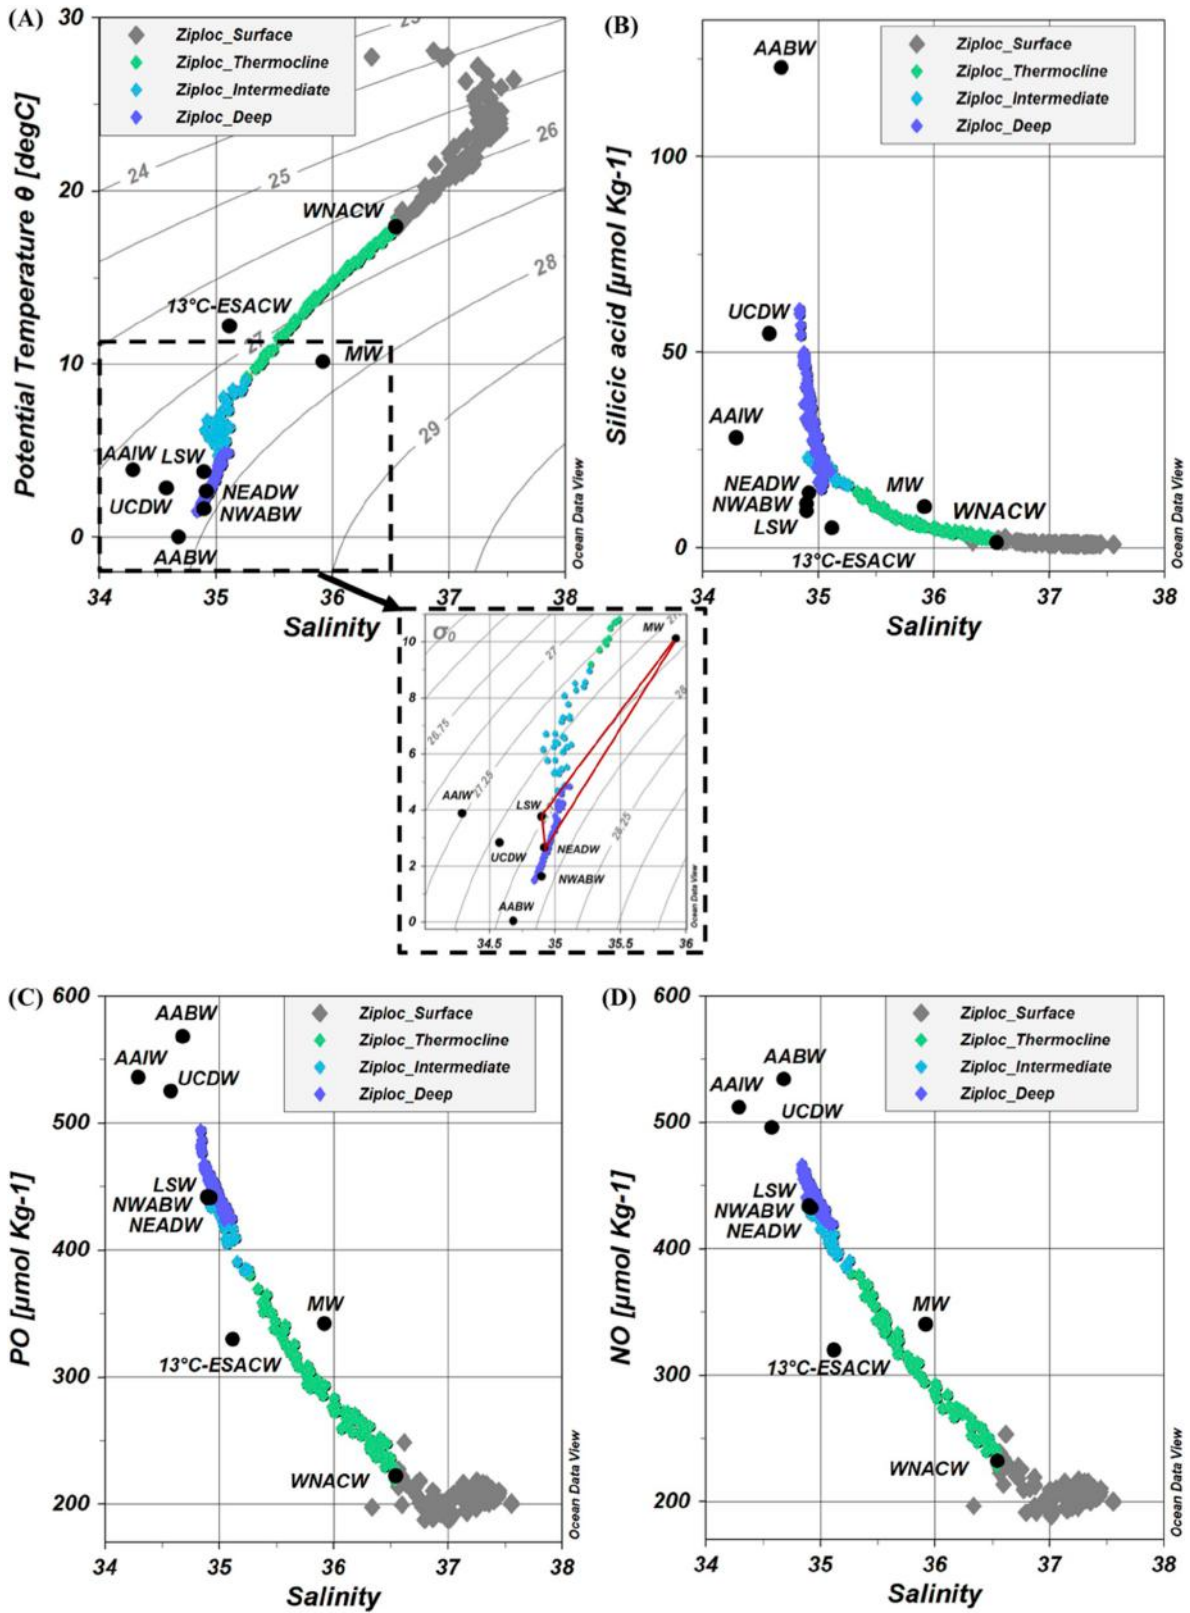 (A)
Potential Temperature θ [degC]
30
20
10
0
Ziploc_Surface
Ziploc_Thermocline
Ziploc_Intermediate
Ziploc_Deep
24
25
26
27
28
29
WNACW
13°C-ESACW
MW
AAIW
LSW
UCDW
NEADW
NWABW
AABW
34
35
36
37
38
Salinity
Ocean Data View
(B)
Silicic acid [µmol Kg-1]
100
50
0
Ziploc_Surface
Ziploc_Thermocline
Ziploc_Intermediate
Ziploc_Deep
AABW
UCDW
AAIW
NEADW
NWABW
LSW
MW
WNACW
13°C-ESACW
34
35
36
37
38
Salinity
Ocean Data View
σ0
10
8
6
4
2
0
MW
27
26.75
27.25
28.25
AAIW
LSW
UCDW
NEADW
NWABW
AABW
34.5
35
35.5
36
Ocean Data View
(C)
PO [µmol Kg-1]
600
500
400
300
200
Ziploc_Surface
Ziploc_Thermocline
Ziploc_Intermediate
Ziploc_Deep
AABW
AAIW
UCDW
LSW
NWABW
NEADW
MW
13°C-ESACW
WNACW
34
35
36
37
38
Salinity
Ocean Data View
(D)
NO [µmol Kg-1]
600
500
400
300
200
Ziploc_Surface
Ziploc_Thermocline
Ziploc_Intermediate
Ziploc_Deep
AABW
AAIW
UCDW
LSW
NWABW
NEADW
MW
13°C-ESACW
WNACW
34
35
36
37
38
Salinity
Ocean Data View